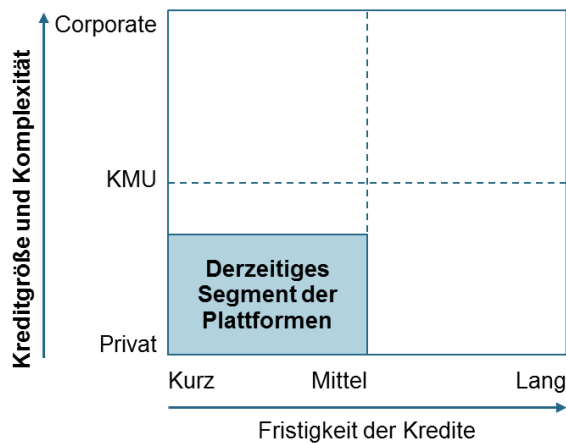 Kreditgröße und Komplexität
Corporate
KMU
Privat
Derzeitiges
Segment der
Plattformen
Kurz Mittel Lang
Fristigkeit der Kredite